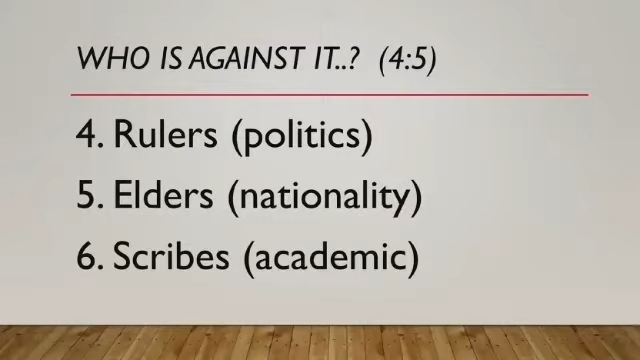 WHO IS AGAINST IT..? (4:5)
4. Rulers (politics)
5. Elders (nationality)
6. Scribes (academic)